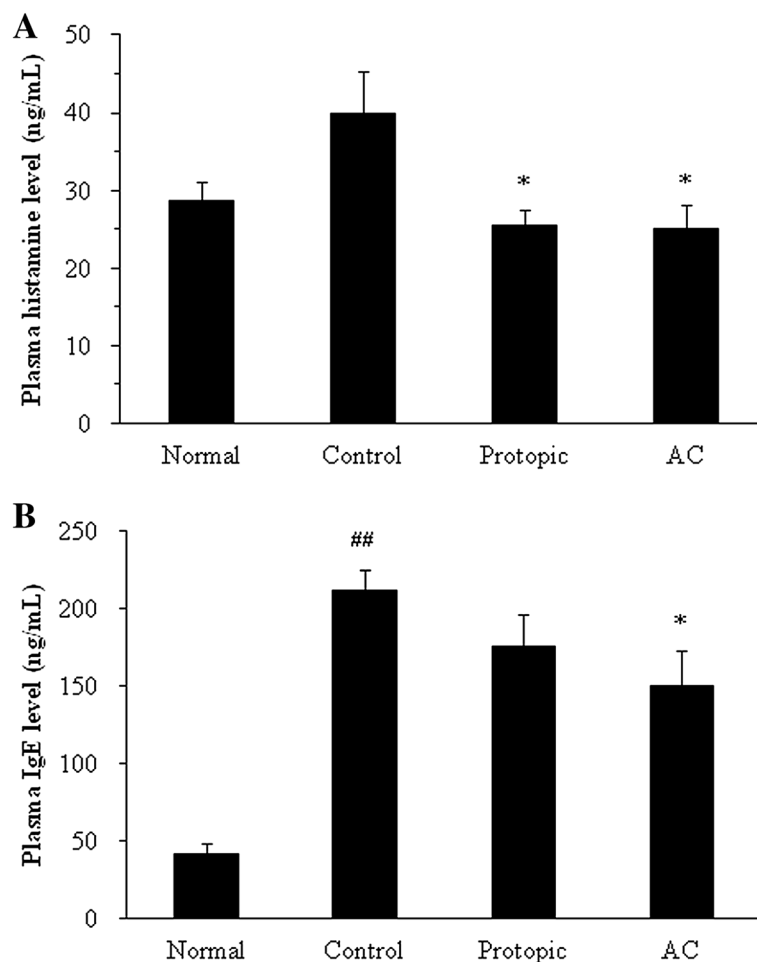 A
Plasma histamine level (ng/mL)
50
40
30
20
10
0
*
*
Normal Control Protopic AC
B
Plasma IgE level (ng/mL)
250
200
150
100
50
0
##
*
Normal Control Protopic AC